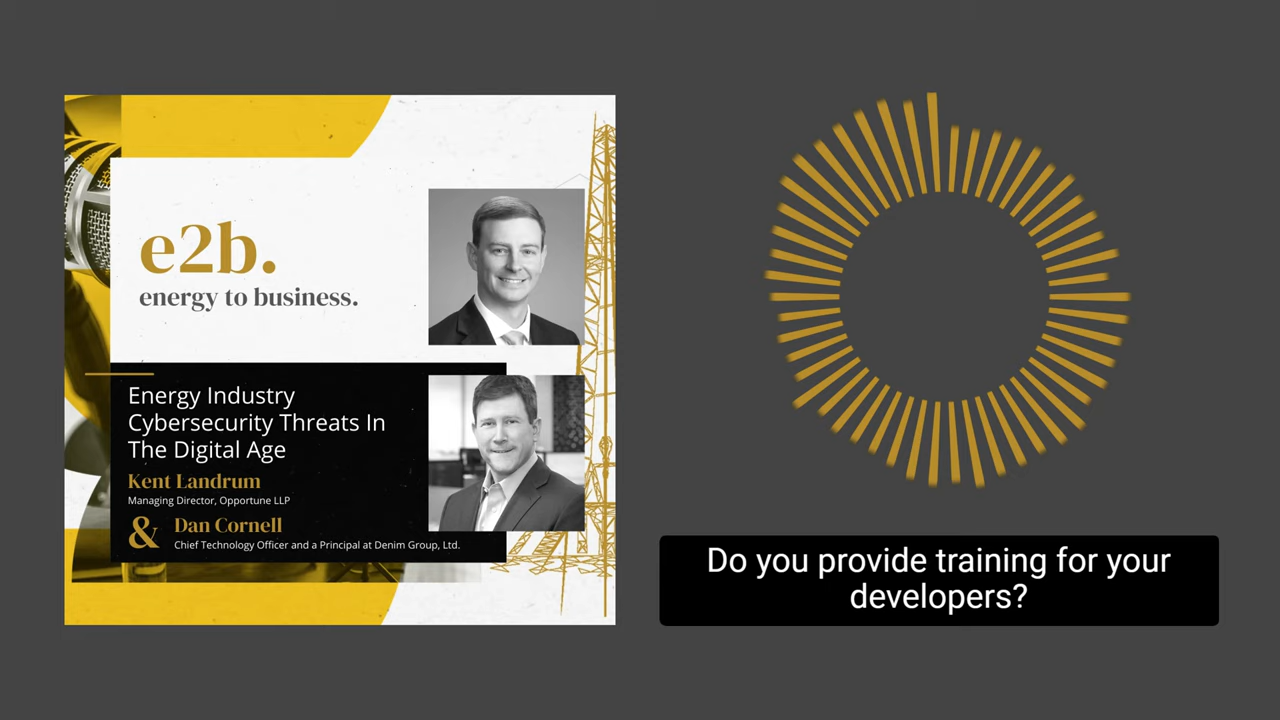 e2b.
energy to business.
Energy Industry
Cybersecurity Threats In
The Digital Age
Kent Landrum
Managing Director, Opportune LLP
& Dan Cornell
Chief Technology Officer and a Principal at Denim Group, Ltd.
Do you provide training for your
developers?